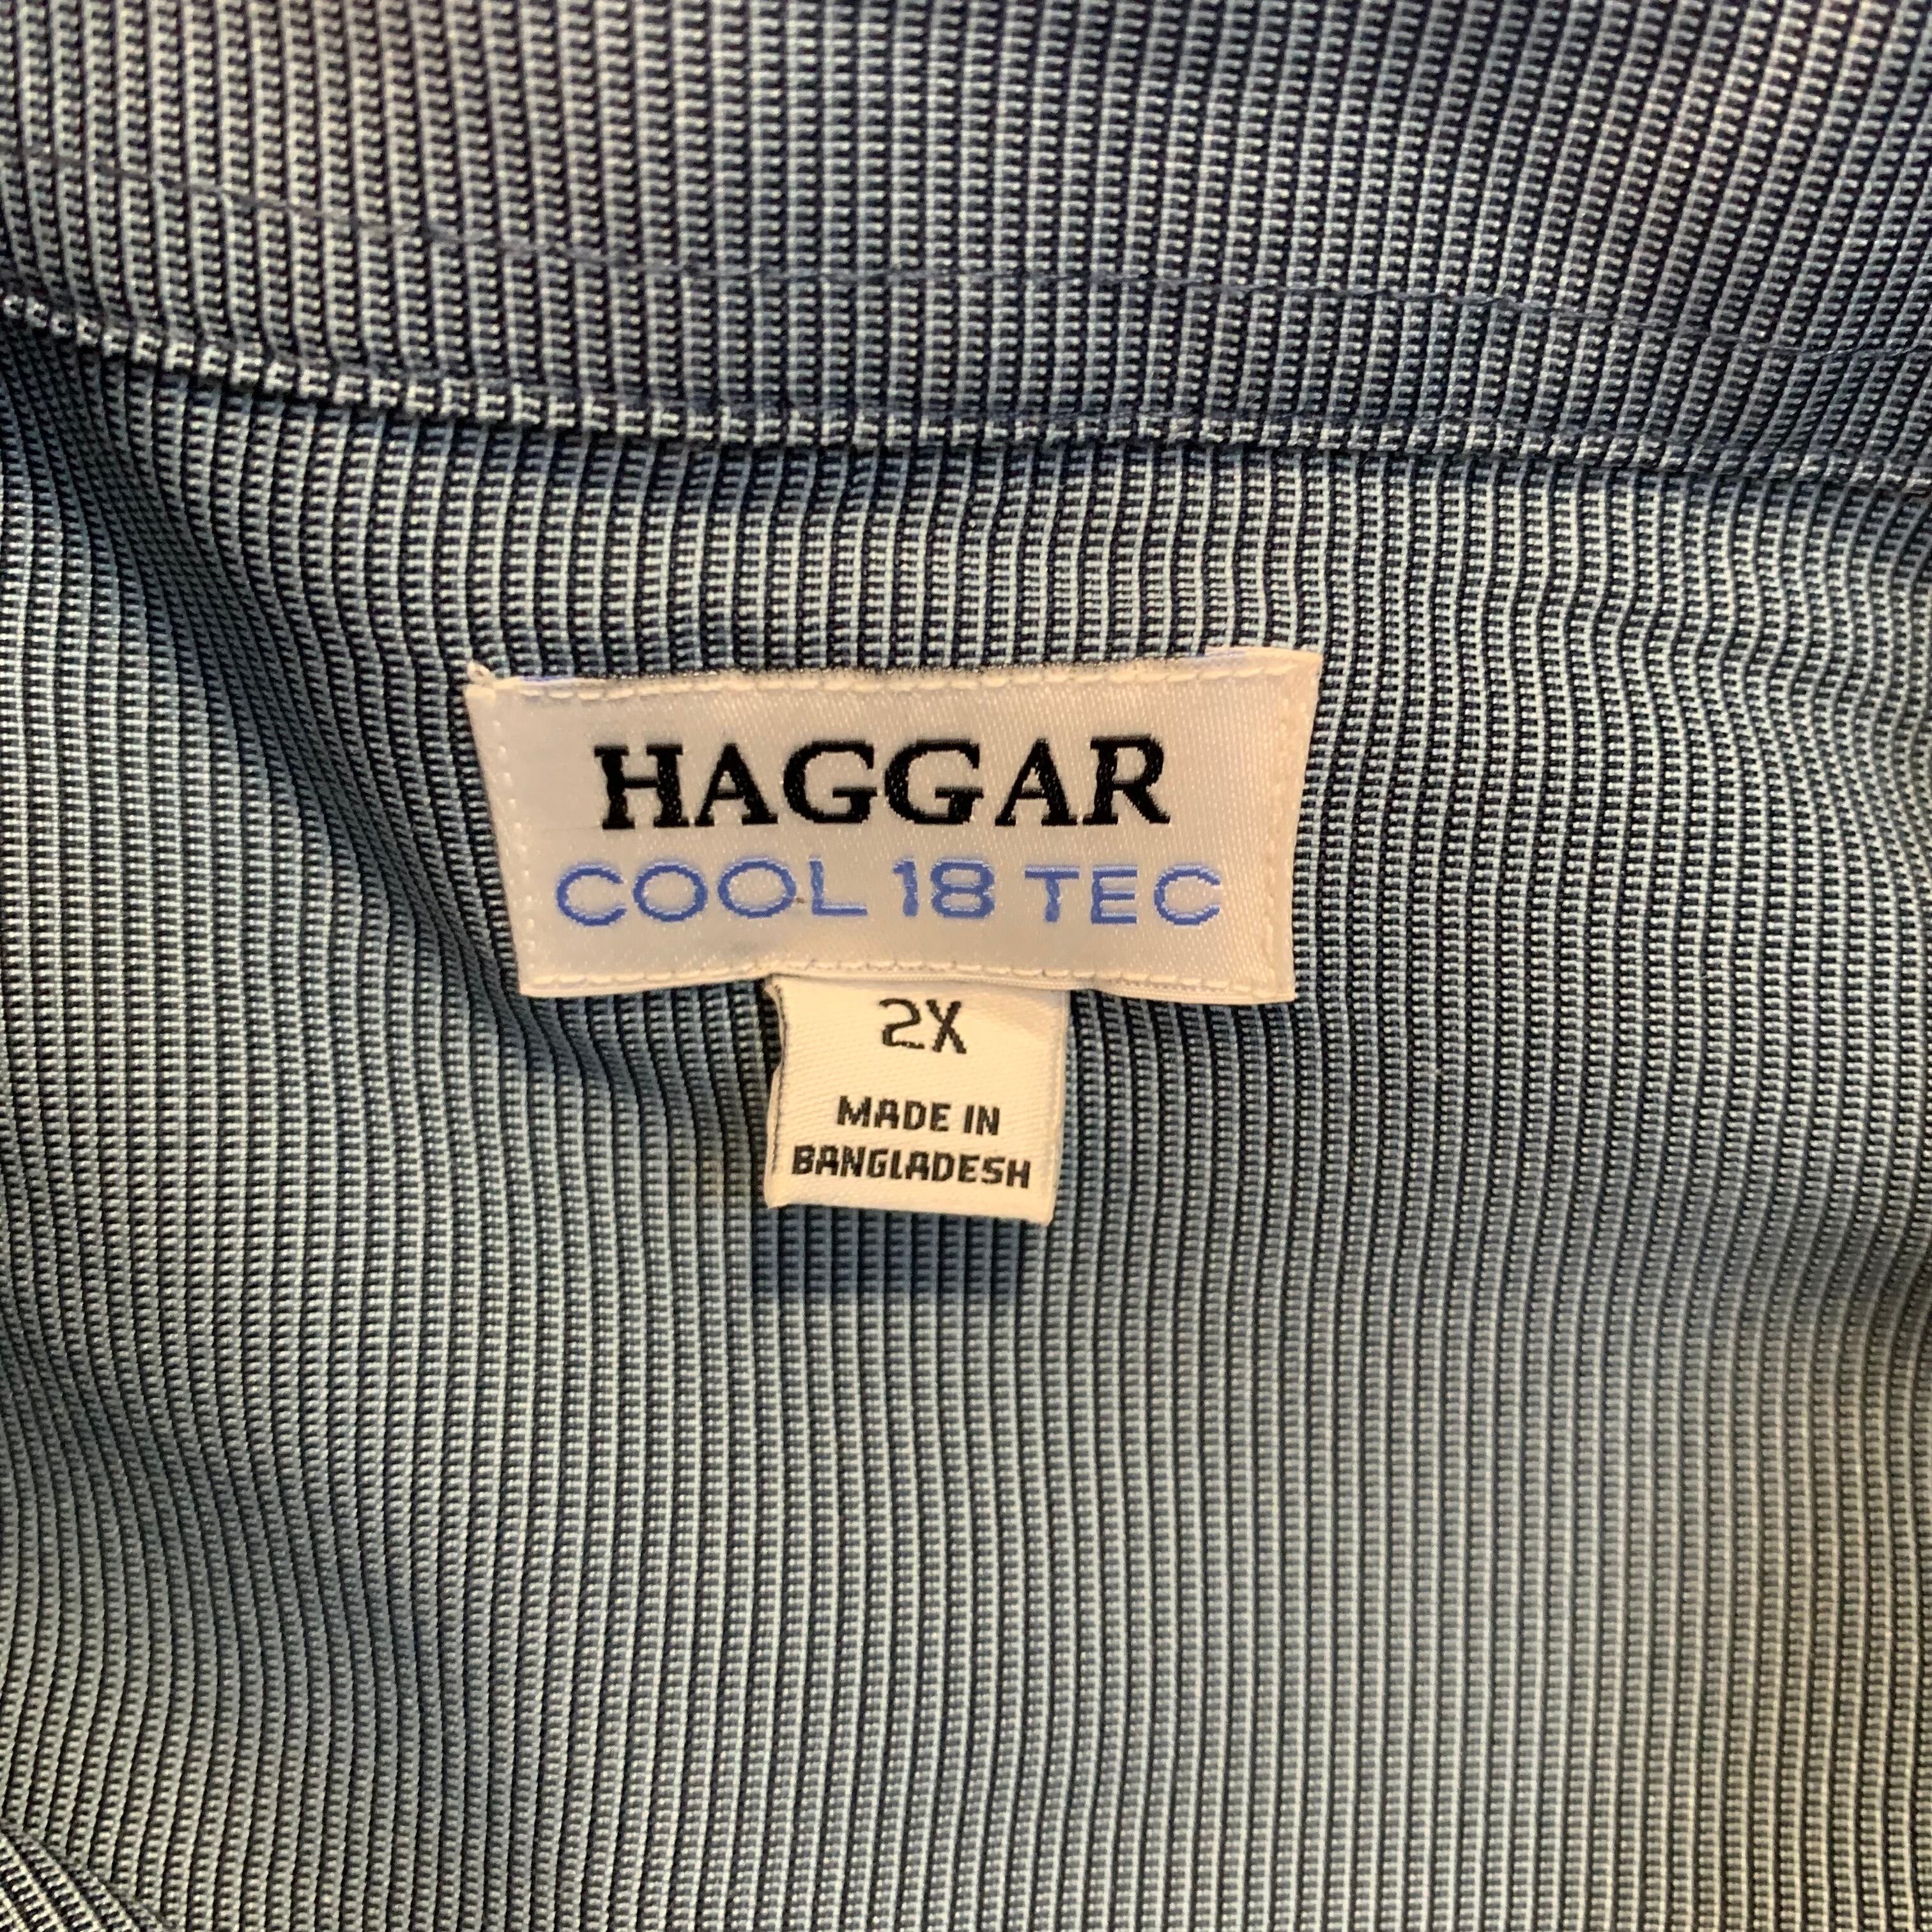 HAGGAR
COOL 18 TEC
2X
MADE IN
BANGLADESH